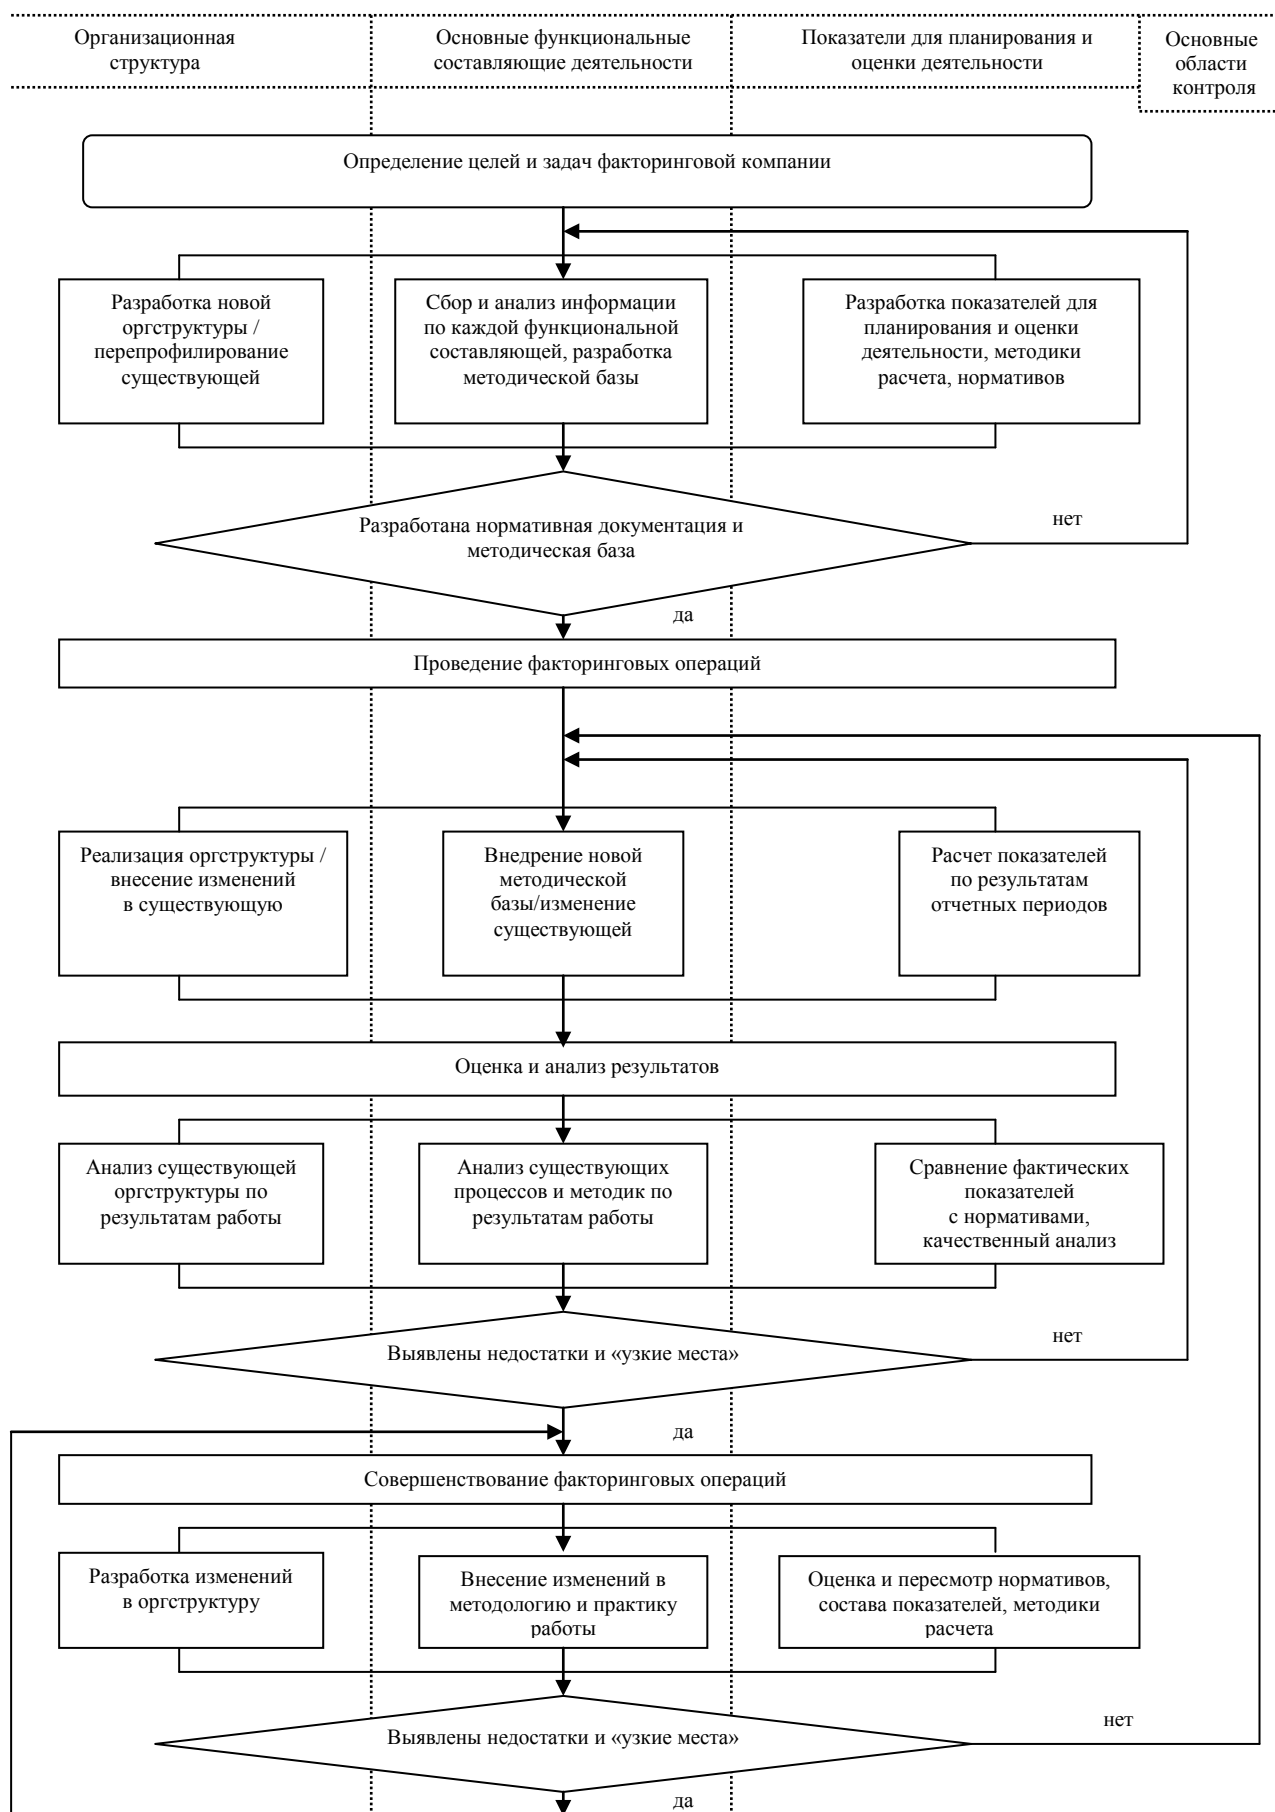 Организационная
структура
Основные функциональные
составляющие деятельности
Показатели для планирования и
оценки деятельности
Основные
области
контроля
Определение целей и задач факторинговой компании
Разработка новой
оргструктуры /
перепрофилирование
существующей
Сбор и анализ информации
по каждой функциональной
составляющей, разработка
методической базы
Разработка показателей для
планирования и оценки
деятельности, методики
расчета, нормативов
Разработана нормативная документация и
методическая база
нет
да
Проведение факторинговых операций
Реализация оргструктуры /
внесение изменений
в существующую
Внедрение новой
методической
базы/изменение
существующей
Расчет показателей
по результатам
отчетных периодов
Оценка и анализ результатов
Анализ существующей
оргструктуры по
результатам работы
Анализ существующих
процессов и методик по
результатам работы
Сравнение фактических
показателей
с нормативами,
качественный анализ
Выявлены недостатки и «узкие места»
нет
да
Совершенствование факторинговых операций
Разработка изменений
в оргструктуру
Внесение изменений в
методологию и практику
работы
Оценка и пересмотр нормативов,
состава показателей, методики
расчета
Выявлены недостатки и «узкие места»
нет
да